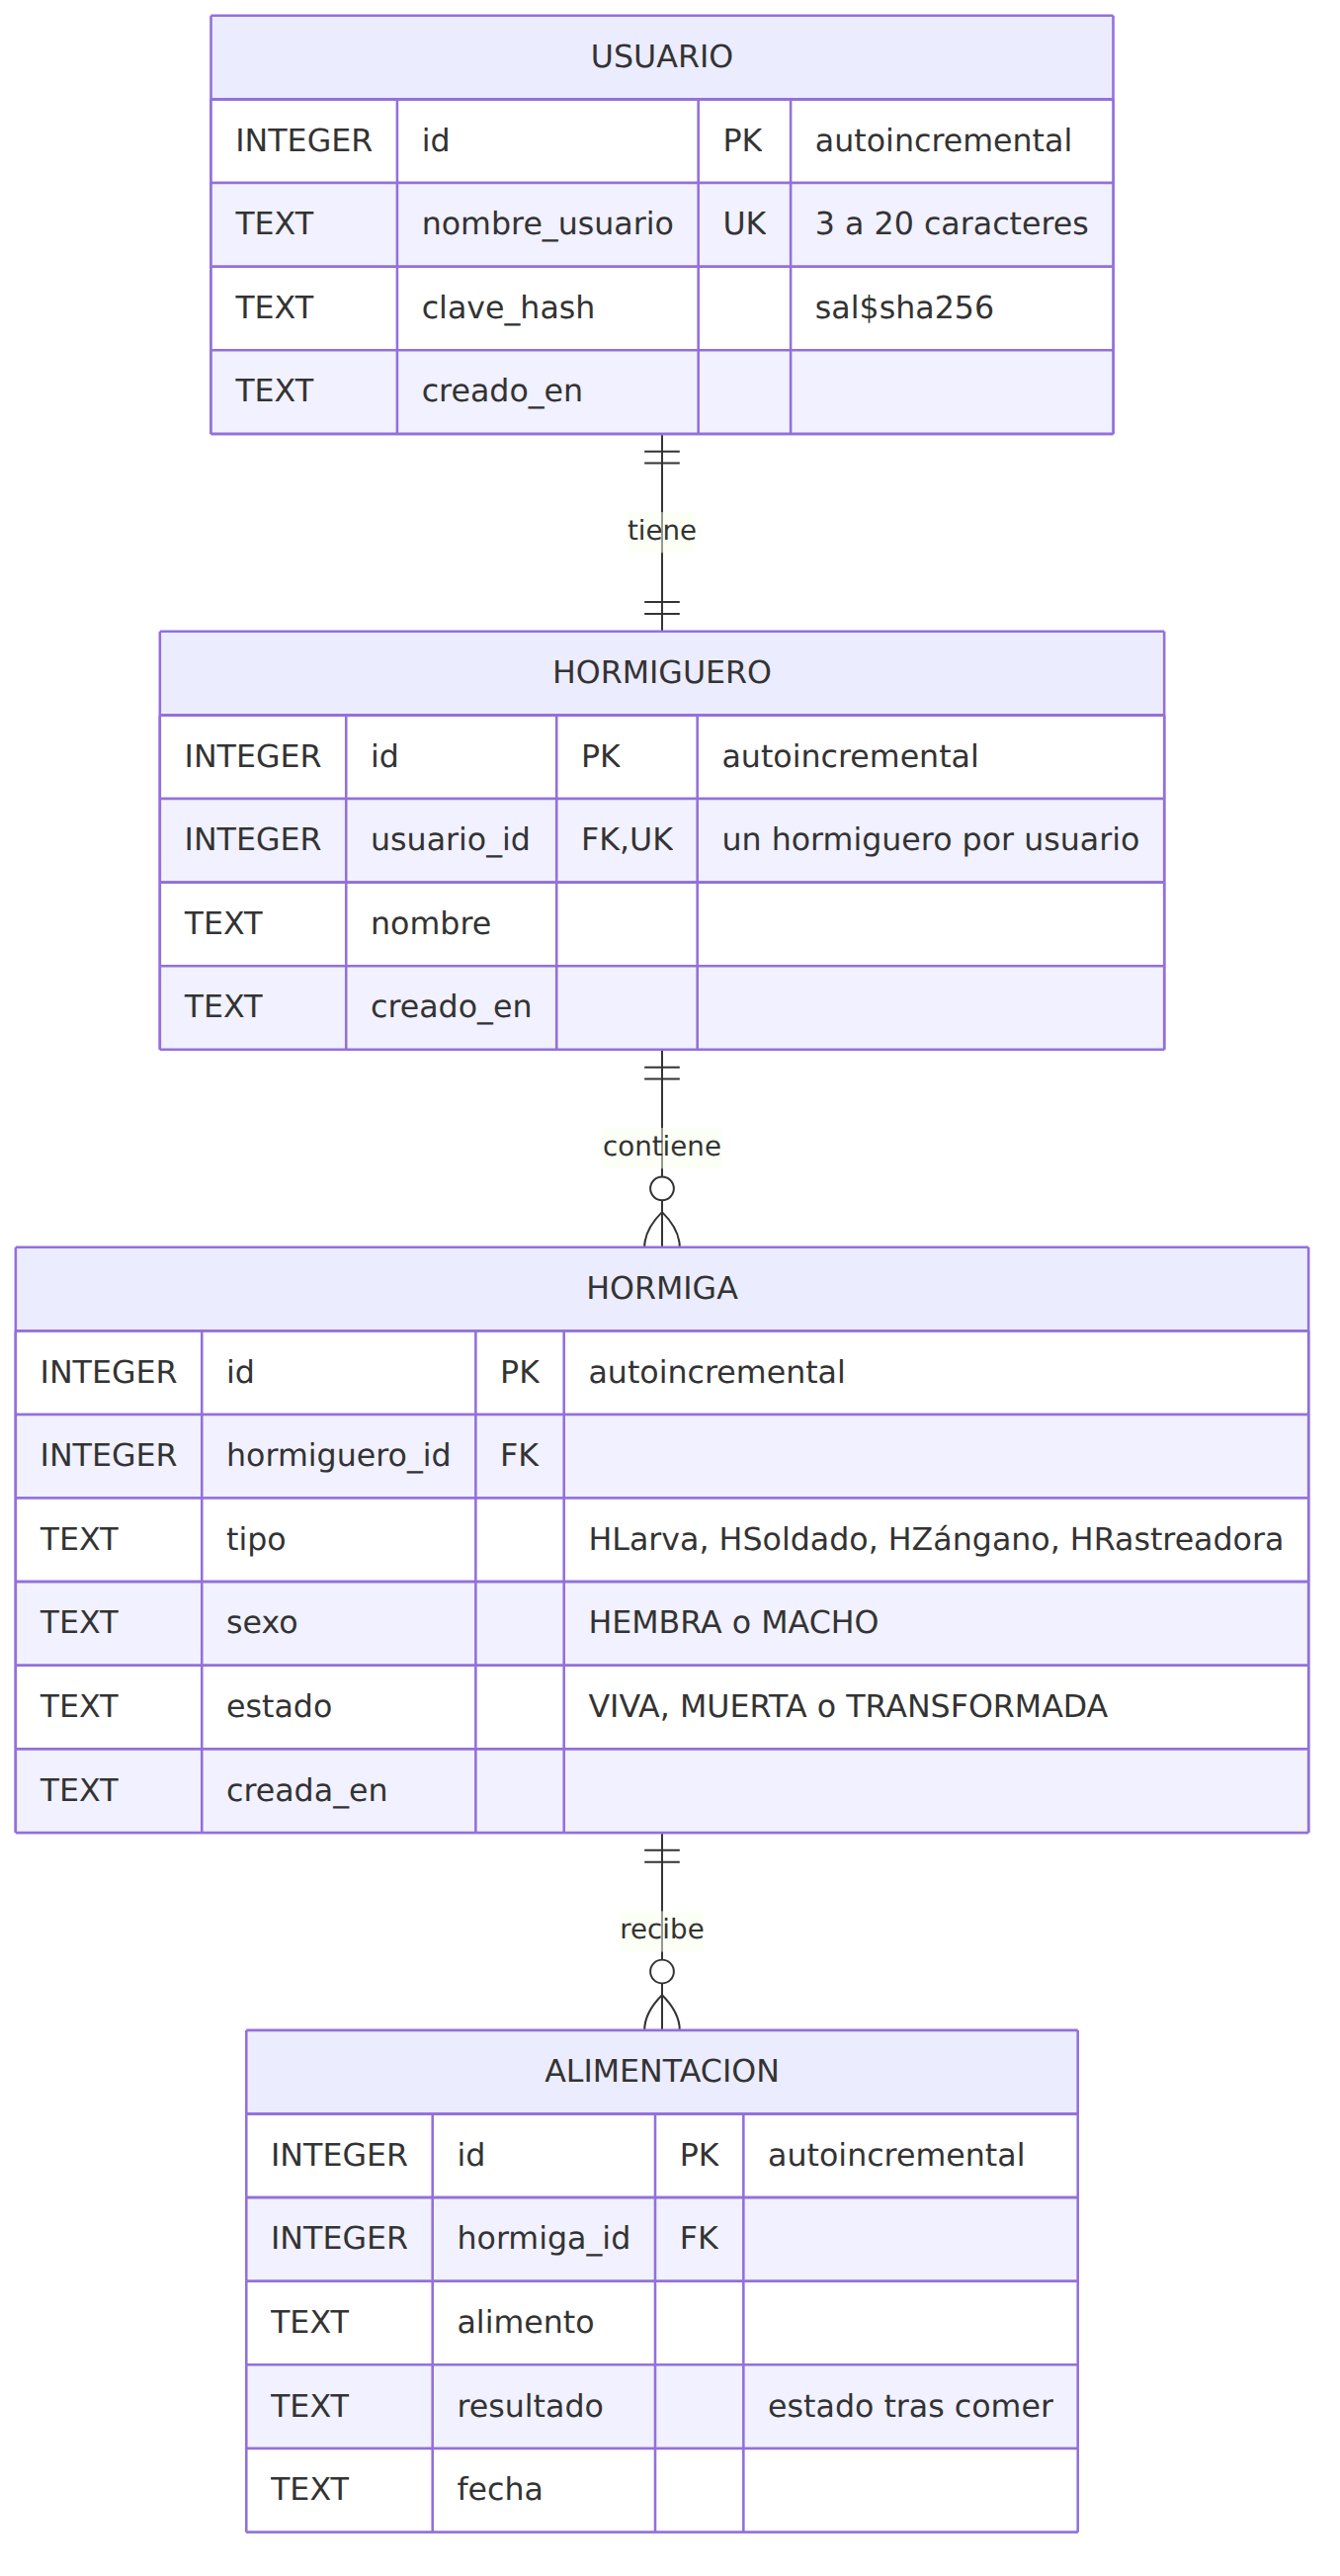 USUARIO
INTEGER id PK autoincremental
TEXT nombre_usuario UK 3 a 20 caracteres
TEXT clave_hash sal$sha256
TEXT creado_en
tiene
HORMIGUERO
INTEGER id PK autoincremental
INTEGER usuario_id FK,UK un hormiguero por usuario
TEXT nombre
TEXT creado_en
contiene
HORMIGA
INTEGER id PK autoincremental
INTEGER hormiguero_id FK
TEXT tipo HLarva, HSoldado, HZángano, HRastreadora
TEXT sexo HEMBRA o MACHO
TEXT estado VIVA, MUERTA o TRANSFORMADA
TEXT creada_en
recibe
ALIMENTACION
INTEGER id PK autoincremental
INTEGER hormiga_id FK
TEXT alimento
TEXT resultado estado tras comer
TEXT fecha